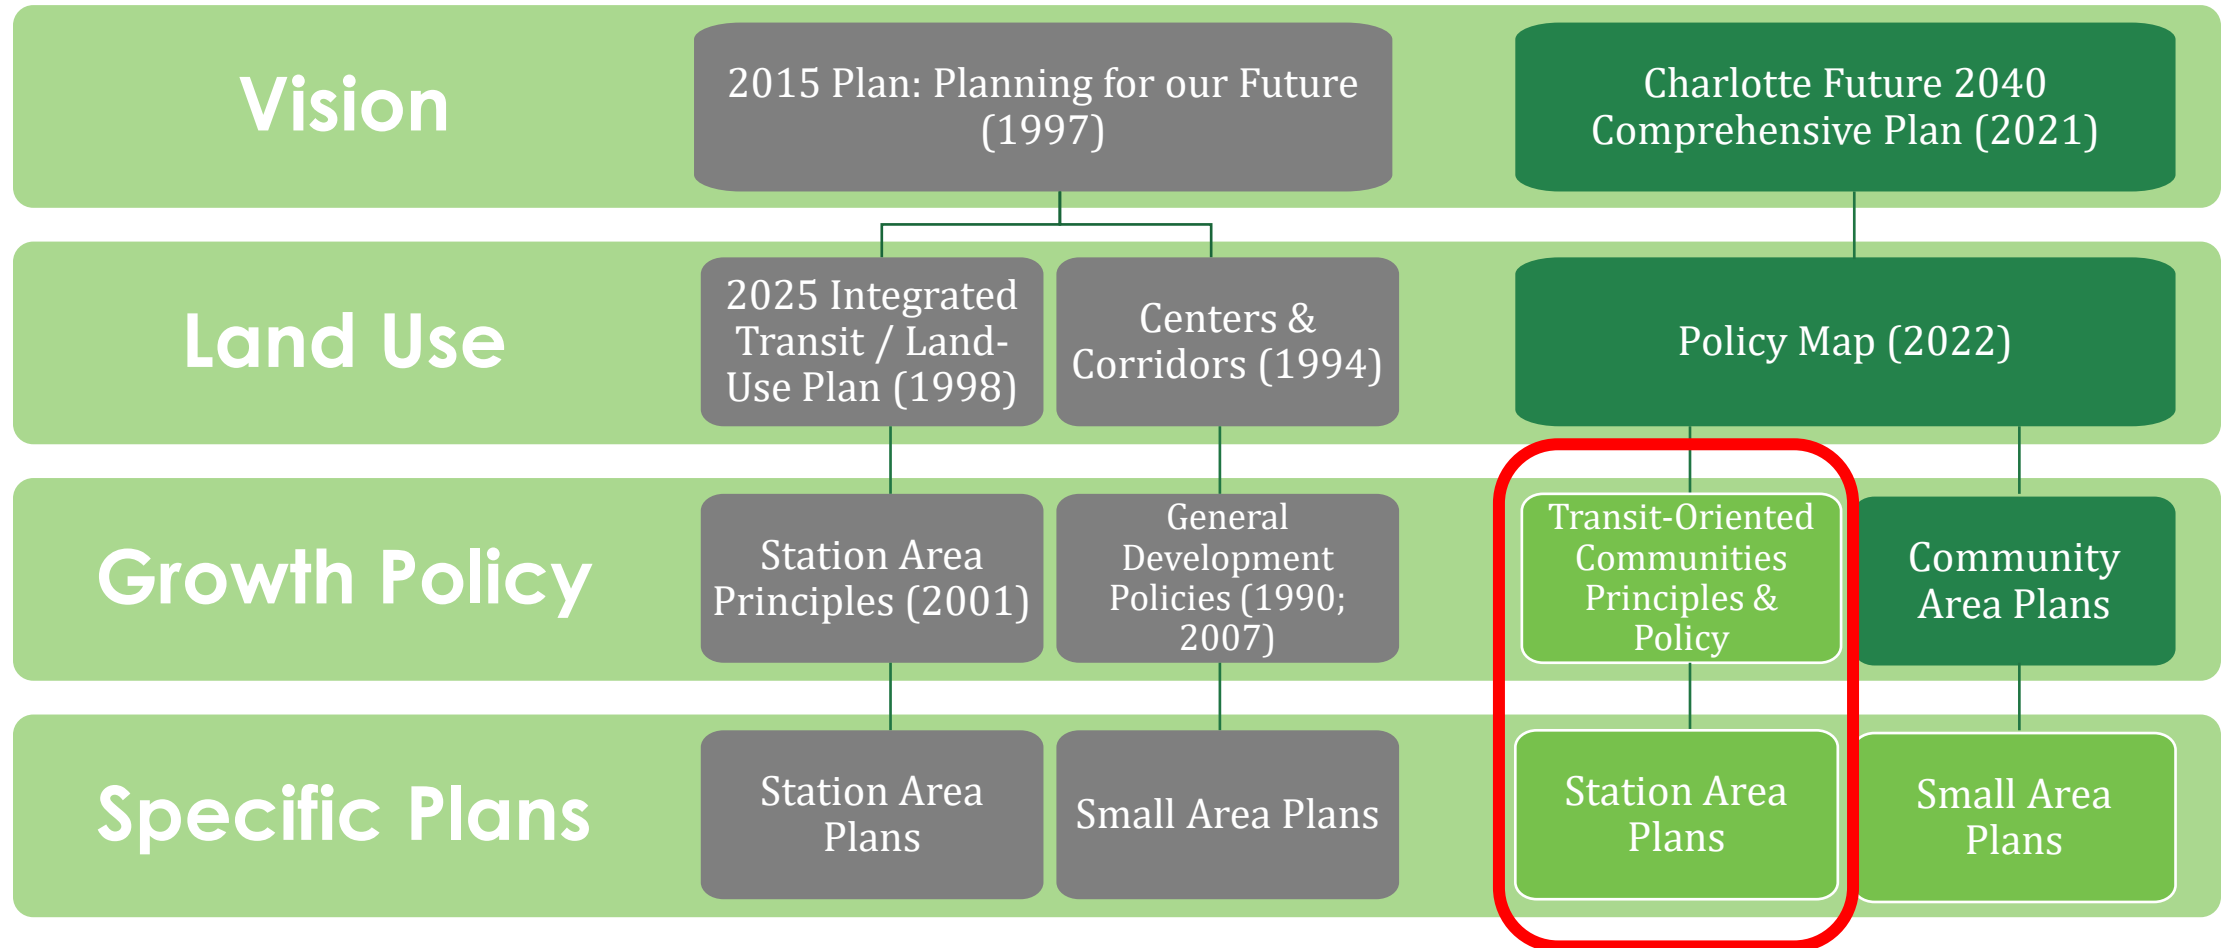 Vision
2015 Plan: Planning for our Future
(1997)
Charlotte Future 2040
Comprehensive Plan (2021)
Land Use
2025 Integrated
Transit / Land-
Use Plan (1998)
Centers &
Corridors (1994)
Policy Map (2022)
Growth Policy
Station Area
Principles (2001)
General
Development
Policies (1990;
2007)
Transit-Oriented
Communities
Principles &
Policy
Community
Area Plans
Specific Plans
Station Area
Plans
Small Area Plans
Station Area
Plans
Small Area
Plans